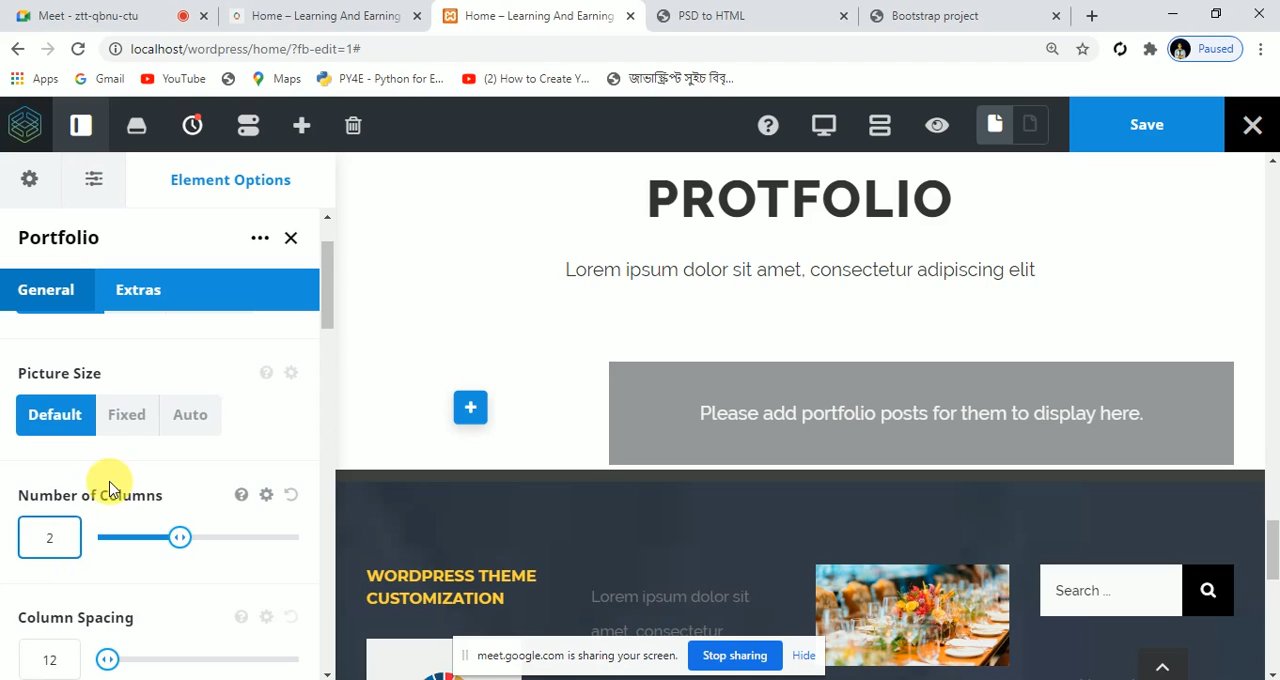 Meet - ztt-qbnu-ctu
Home – Learning And Earning
Home – Learning And Earning
PSD to HTML
Bootstrap project
localhost/wordpress/home/?fb-edit=1#
Paused
Apps
Gmail
YouTube
Maps
PY4E - Python for E...
(2) How to Create Y...
জাভাস্ক্রিপ্ট সুইচ বিবৃ...
Save
Element Options
Portfolio
General
Extras
Picture Size
Default
Fixed
Auto
Number of Columns
2
Column Spacing
12
PROTFOLIO
Lorem ipsum dolor sit amet, consectetur adipiscing elit
Please add portfolio posts for them to display here.
WORDPRESS THEME
CUSTOMIZATION
Lorem ipsum dolor sit
amet, consectetur
Search ...
meet.google.com is sharing your screen.
Stop sharing
Hide